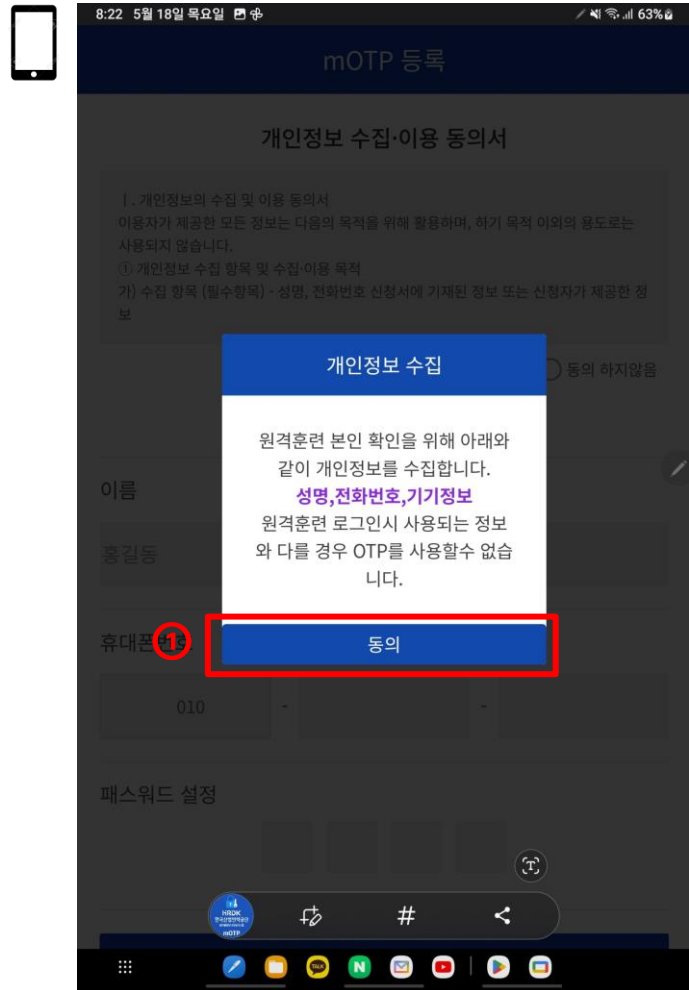 8:22 5월 18일 목요일
63%
mOTP 등록
개인정보 수집·이용 동의서
Ⅰ. 개인정보의 수집 및 이용 동의서
이용자가 제공한 모든 정보는 다음의 목적을 위해 활용하며, 하기 목적 이외의 용도로는
사용되지 않습니다.
① 개인정보 수집 항목 및 수집·이용 목적
가) 수집 항목 (필수항목) - 성명, 전화번호 신청서에 기재된 정보 또는 신청자가 제공한 정
보
동의 하지않음
개인정보 수집
원격훈련 본인 확인을 위해 아래와
같이 개인정보를 수집합니다.
성명,전화번호,기기정보
원격훈련 로그인시 사용되는 정보
와 다를 경우 OTP를 사용할수 없습
니다.
이름
홍길동
휴대폰번호
①
동의
010 - -
패스워드 설정
T
HRDK
한국산업인력공단
mOTP
#
TALK
N